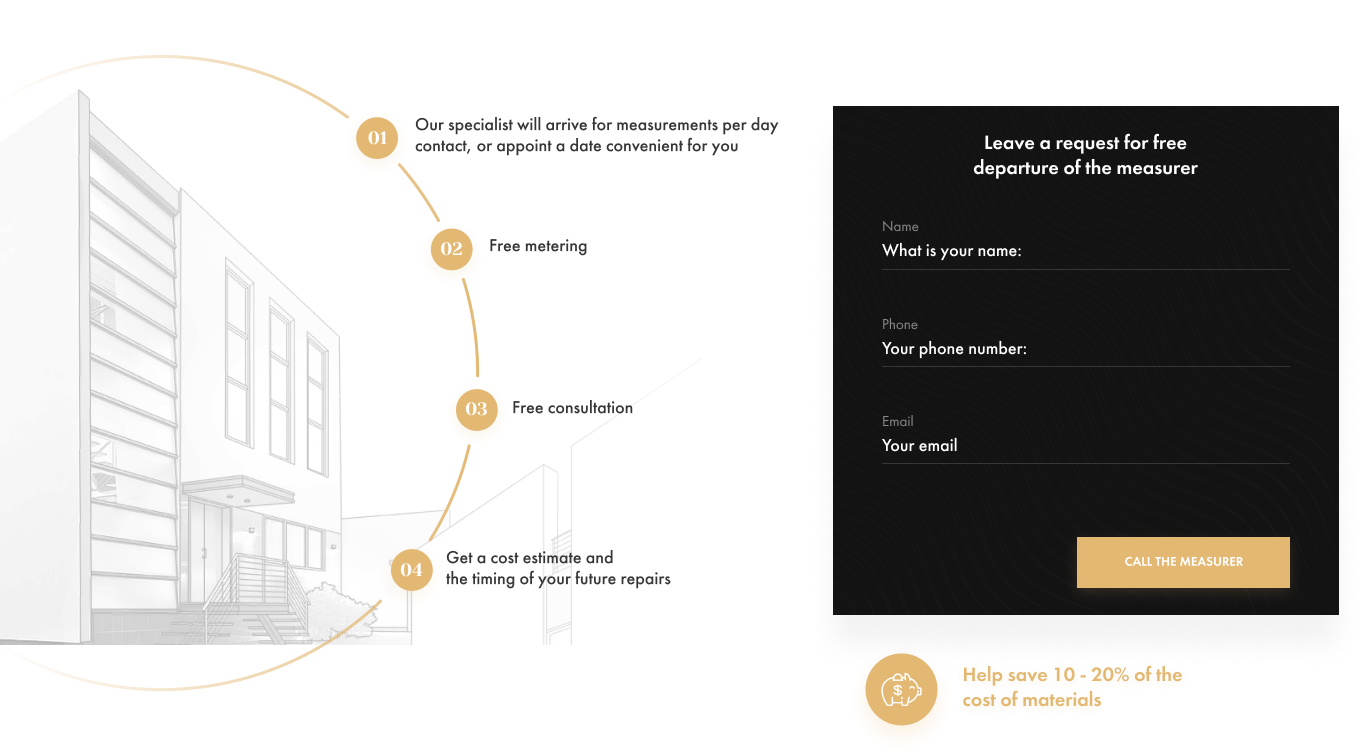 01
Our specialist will arrive for measurements per day
contact, or appoint a date convenient for you
02
Free metering
03
Free consultation
04
Get a cost estimate and
the timing of your future repairs
Leave a request for free
departure of the measurer
Name
What is your name:
Phone
Your phone number:
Email
Your email
CALL THE MEASURER
$
Help save 10 - 20% of the
cost of materials